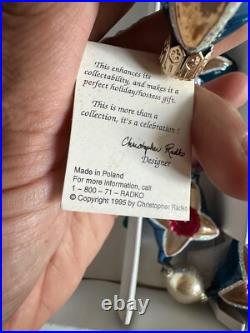 This enhances its
collectability, and makes it a
perfect holiday/hostess gift.
This is more than a
collection, it's a celebration!
Christopher Radko
Designer
Made in Poland
For more information, call
1-800-71-RADKO
© Copyright 1995 by Christopher Radko